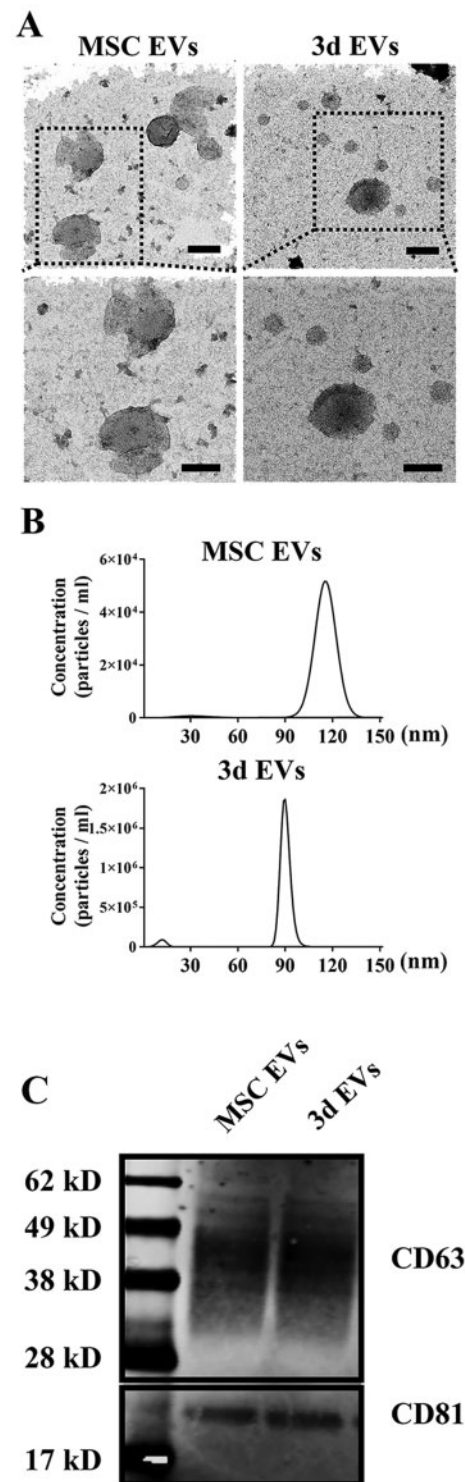 A
MSC EVs 3d EVs
B
MSC EVs
Concentration
(particles / ml)
6×10⁴
4×10⁴
2×10⁴
0
30 60 90 120 150 (nm)
3d EVs
Concentration
(particles / ml)
2×10⁶
1.5×10⁶
1×10⁶
5×10⁵
0
30 60 90 120 150 (nm)
C
MSC EVs 3d EVs
62 kD
49 kD
38 kD
28 kD
17 kD
CD63
CD81